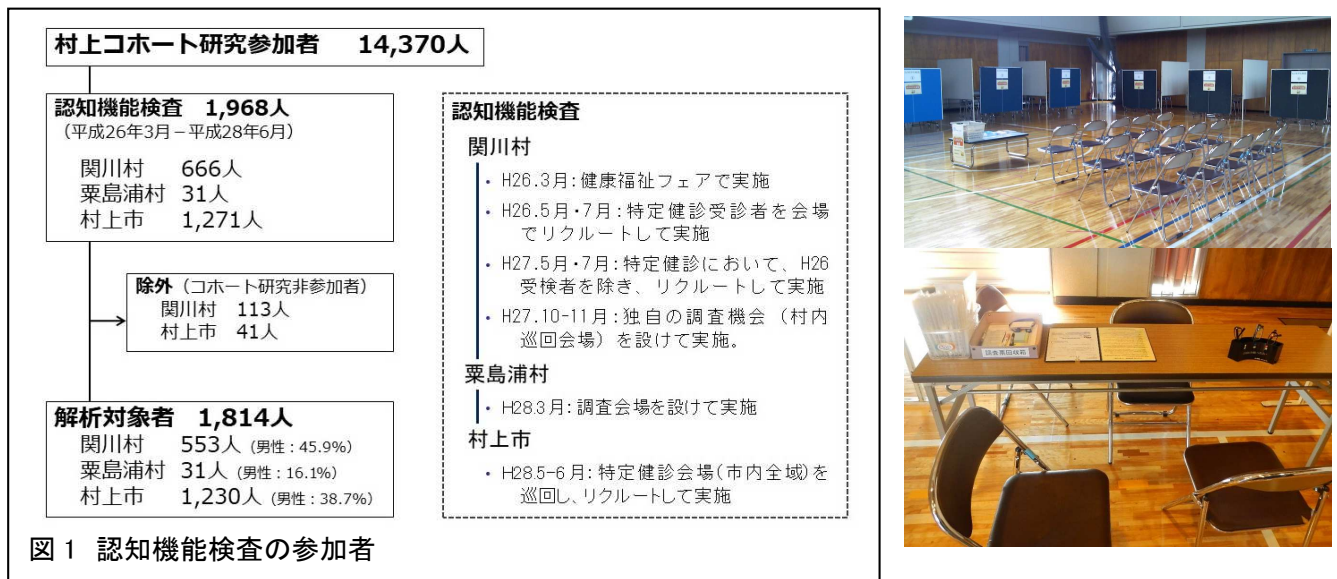 村上コホート研究参加者 14,370人
認知機能検査 1,968人
(平成26年3月－平成28年6月)
関川村 666人
粟島浦村 31人
村上市 1,271人
除外（コホート研究非参加者）
関川村 113人
村上市 41人
解析対象者 1,814人
関川村 553人 (男性：45.9%)
粟島浦村 31人 (男性：16.1%)
村上市 1,230人 (男性：38.7%)
認知機能検査
関川村
・H26.3月：健康福祉フェアで実施
・H26.5月・7月：特定健診受診者を会場
でリクルートして実施
・H27.5月・7月：特定健診において、H26
受検者を除き、リクルートして実施
・H27.10-11月：独自の調査機会（村内
巡回会場）を設けて実施。
粟島浦村
・H28.3月：調査会場を設けて実施
村上市
・H28.5-6月：特定健診会場(市内全域)を
巡回し、リクルートして実施
図1 認知機能検査の参加者
調査票回収箱